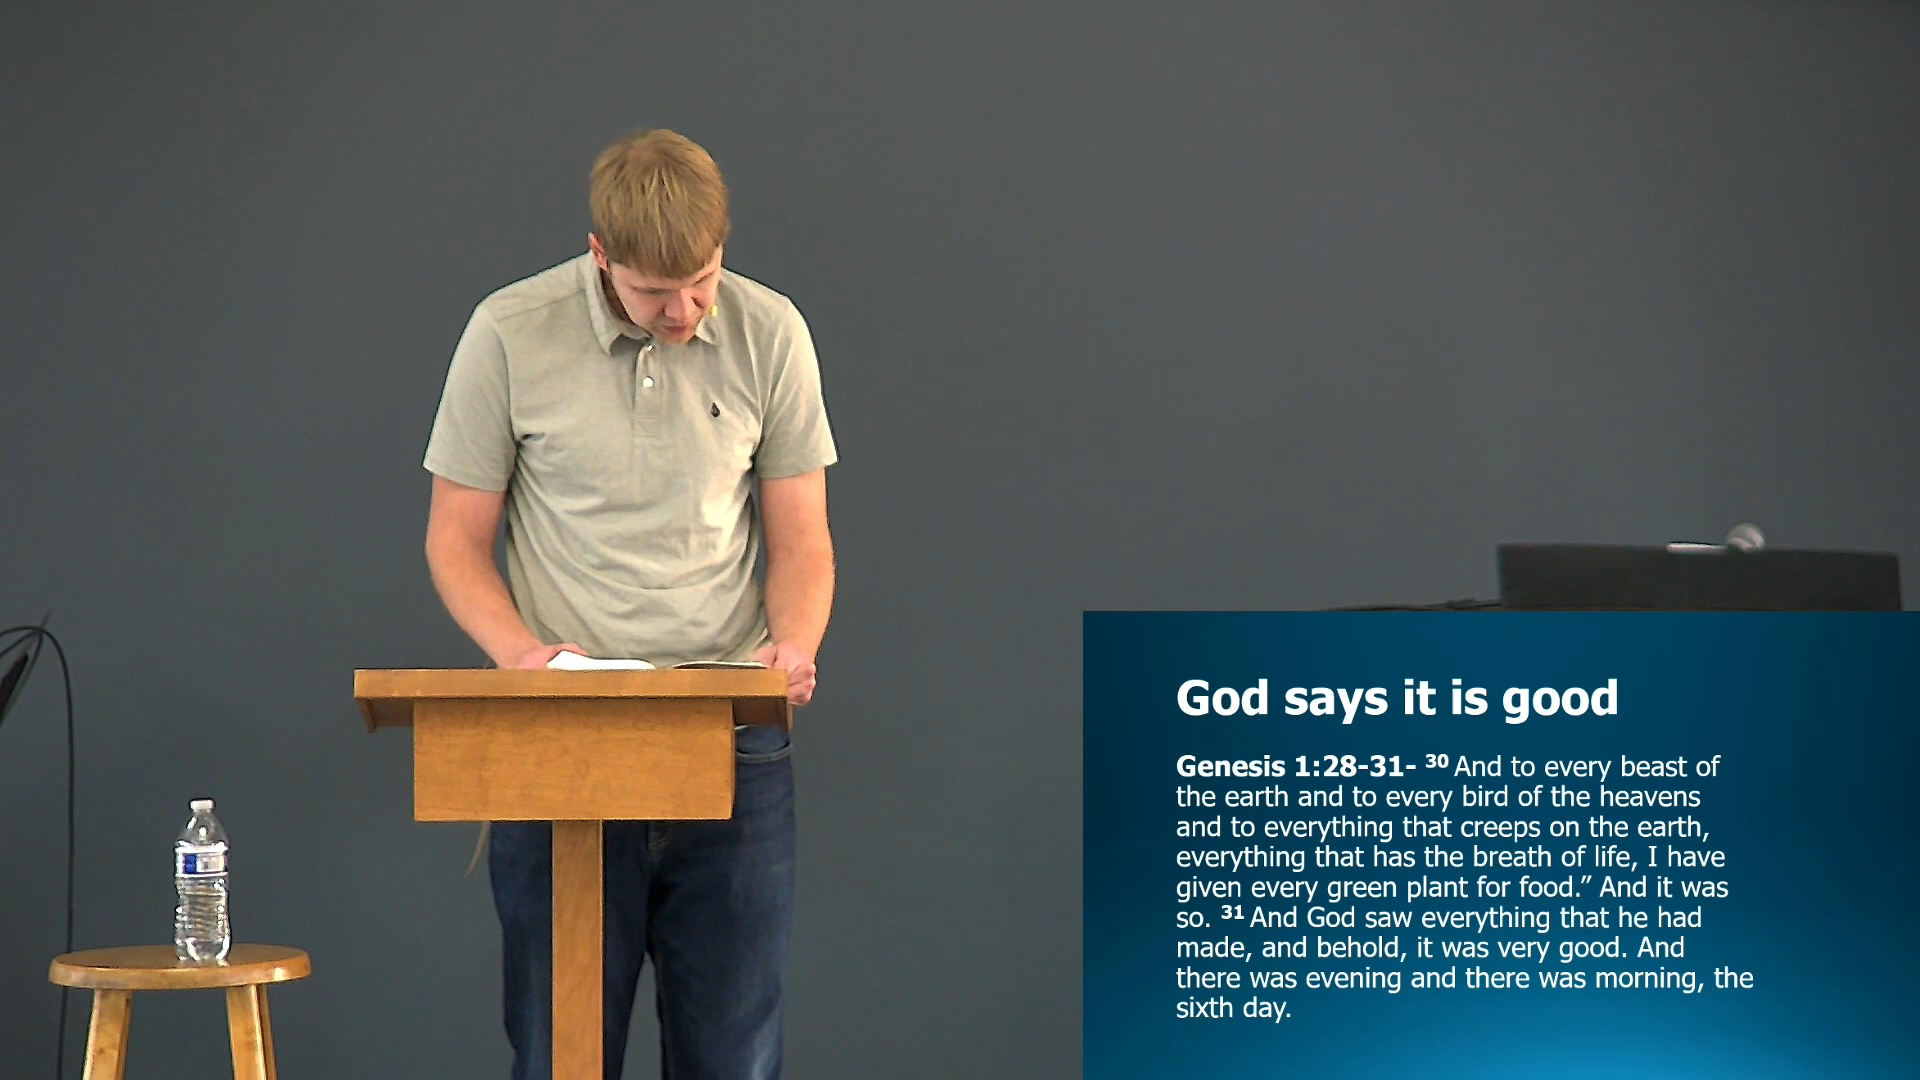 God says it is good
Genesis 1:28-31- 30 And to every beast of
the earth and to every bird of the heavens
and to everything that creeps on the earth,
everything that has the breath of life, I have
given every green plant for food.” And it was
so. 31 And God saw everything that he had
made, and behold, it was very good. And
there was evening and there was morning, the
sixth day.